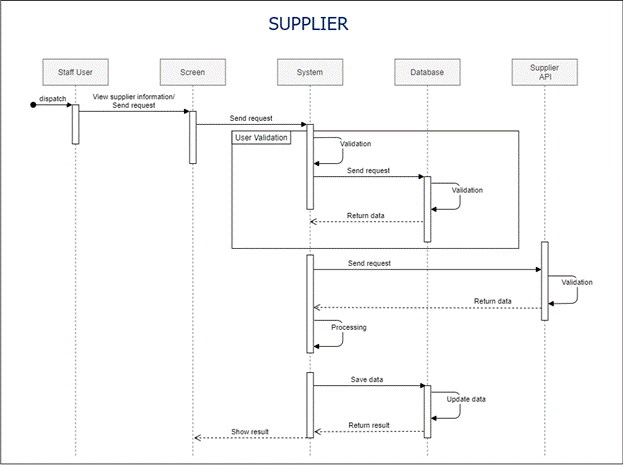 SUPPLIER
Staff User
Screen
System
Database
Supplier
API
dispatch
View supplier information/
Send request
Send request
User Validation
Validation
Send request
Validation
Return data
Send request
Validation
Return data
Processing
Save data
Update data
Return result
Show result